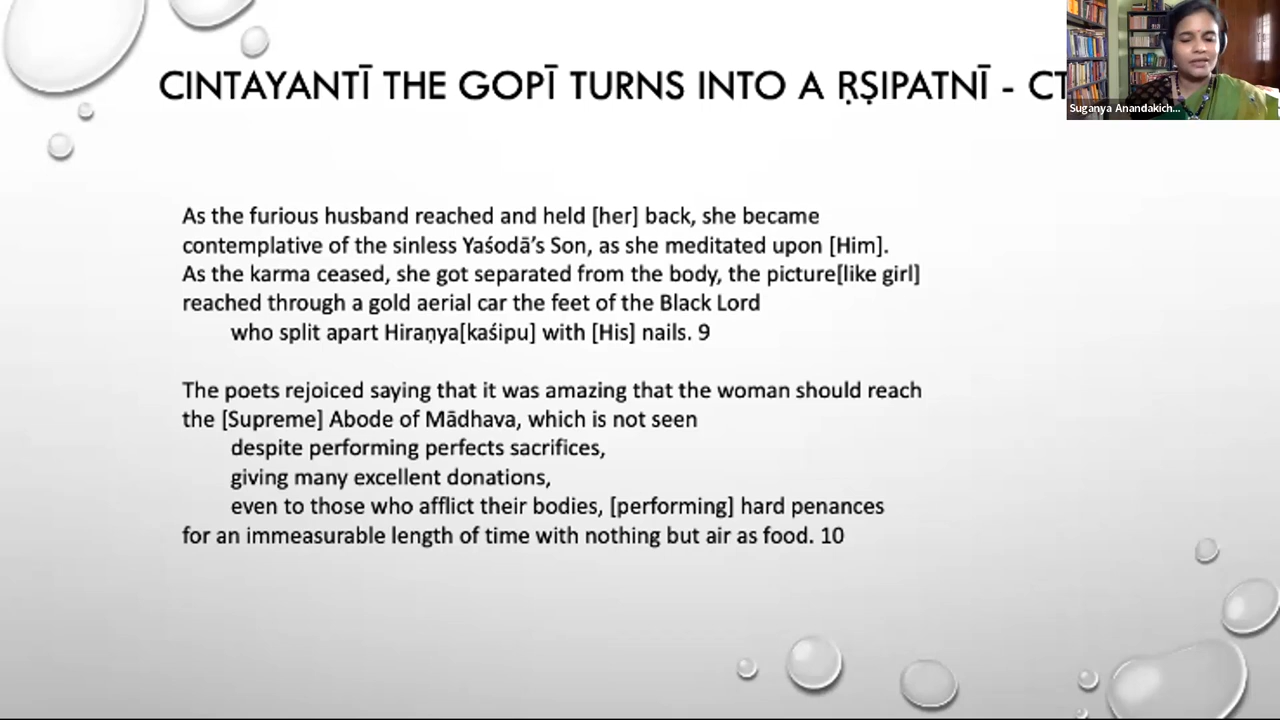 CINTAYANTĪ THE GOPĪ TURNS INTO A ṚṢIPATNĪ - CT
Suganya Anandakich...
As the furious husband reached and held [her] back, she became
contemplative of the sinless Yaśodā’s Son, as she meditated upon [Him].
As the karma ceased, she got separated from the body, the picture[like girl]
reached through a gold aerial car the feet of the Black Lord
who split apart Hiraṇya[kaśipu] with [His] nails. 9
The poets rejoiced saying that it was amazing that the woman should reach
the [Supreme] Abode of Mādhava, which is not seen
despite performing perfects sacrifices,
giving many excellent donations,
even to those who afflict their bodies, [performing] hard penances
for an immeasurable length of time with nothing but air as food. 10